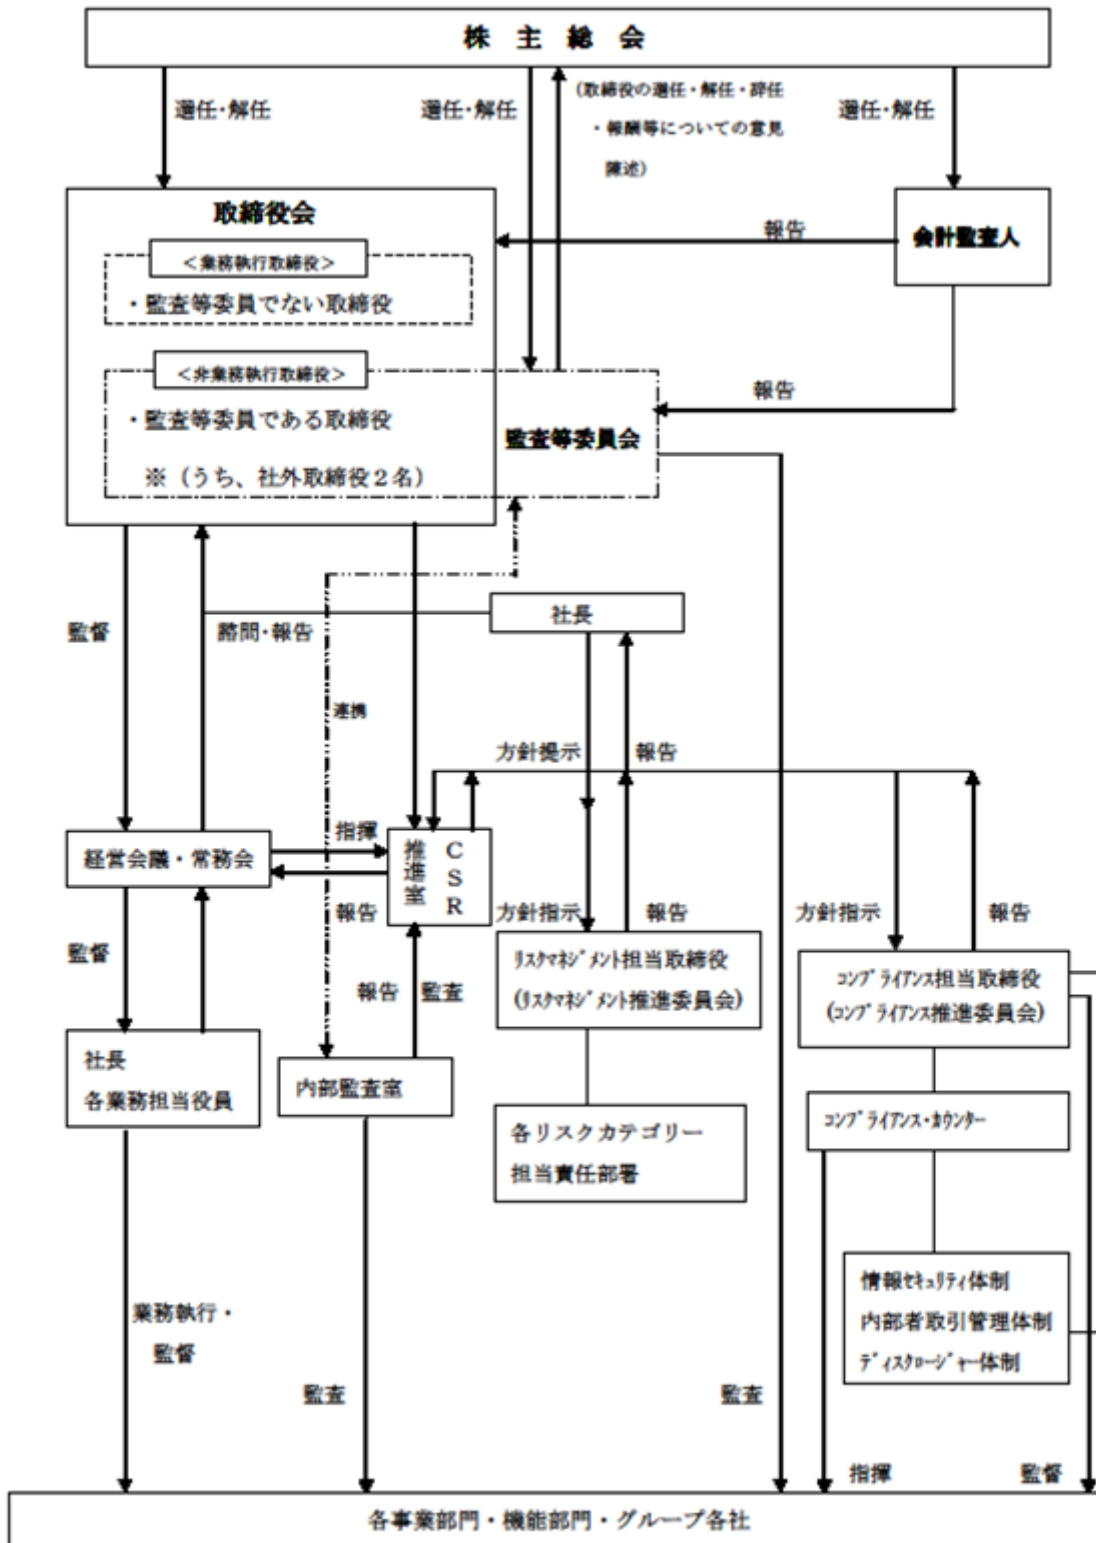 株 主 総 会
選任・解任
選任・解任
(取締役の選任・解任・辞任
・報酬等についての意見
陳述)
選任・解任
取締役会
会計監査人
報告
＜業務執行取締役＞
・監査等委員でない取締役
＜非業務執行取締役＞
報告
・監査等委員である取締役
監査等委員会
※（うち、社外取締役２名）
社長
監督
諮問・報告
連携
方針提示
報告
指揮
経営会議・常務会
ＣＳＲ
推進室
報告
方針指示
報告
方針指示
報告
監督
ﾘｽｸﾏﾈｼﾞﾒﾝﾄ担当取締役
(ﾘｽｸﾏﾈｼﾞﾒﾝﾄ推進委員会)
ｺﾝﾌﾟﾗｲｱﾝｽ担当取締役
(ｺﾝﾌﾟﾗｲｱﾝｽ推進委員会)
報告
監査
社長
各業務担当役員
内部監査室
各リスクカテゴリー
担当責任部署
ｺﾝﾌﾟﾗｲｱﾝｽ・ｶｳﾝﾀｰ
情報ｾｷｭﾘﾃｨ体制
内部者取引管理体制
ﾃﾞｨｽｸﾛｰｼﾞｬｰ体制
業務執行・
監督
監査
監査
指揮
監督
各事業部門・機能部門・グループ各社